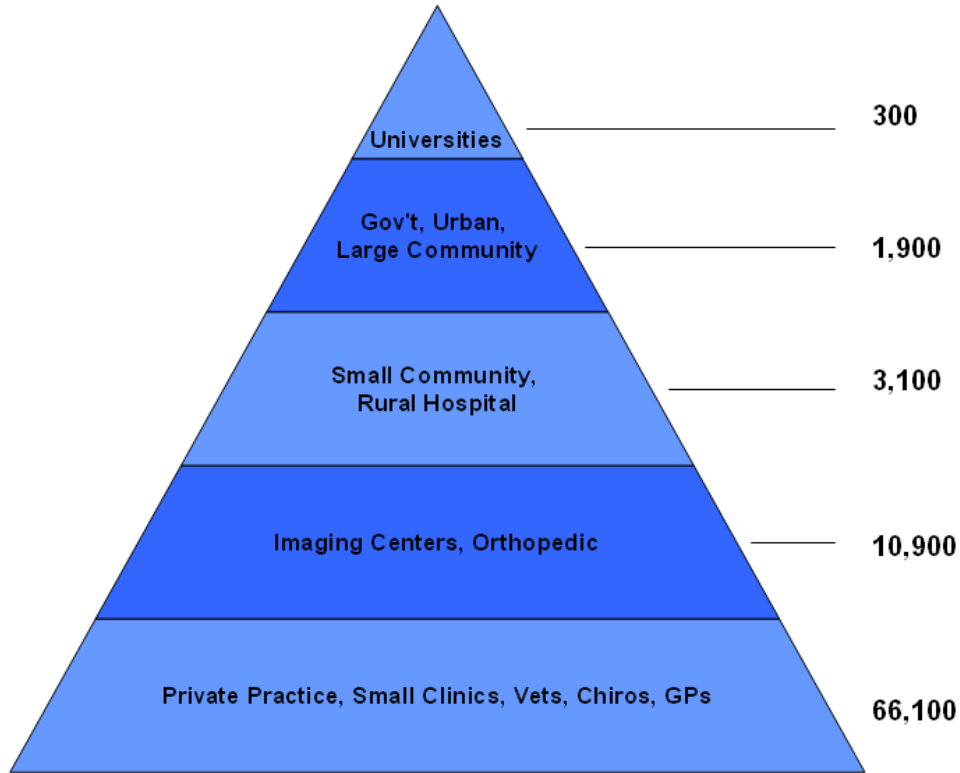 300
Universities
Gov't, Urban,
Large Community
1,900
Small Community,
Rural Hospital
3,100
Imaging Centers, Orthopedic
10,900
Private Practice, Small Clinics, Vets, Chiros, GPs
66,100